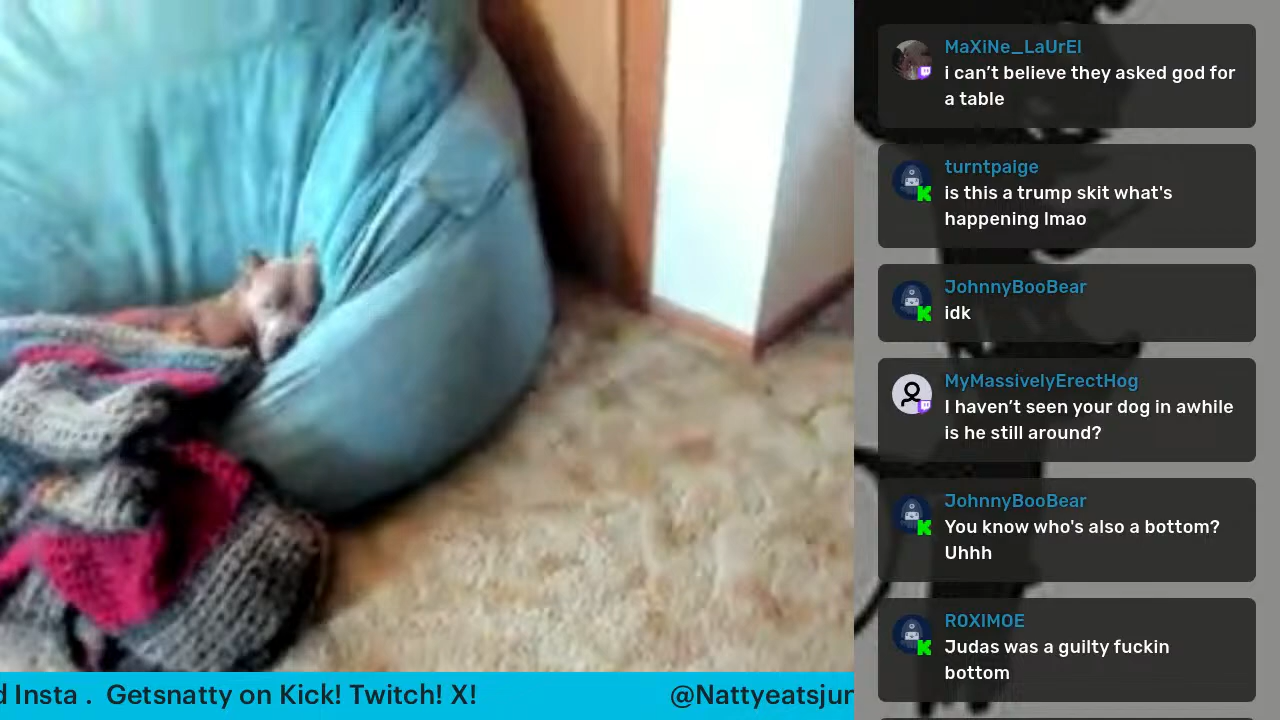 MaXiNe_LaUrEl
i can’t believe they asked god for
a table
turntpaige
is this a trump skit what's
happening lmao
JohnnyBooBear
idk
MyMassivelyErectHog
I haven’t seen your dog in awhile
is he still around?
JohnnyBooBear
You know who's also a bottom?
Uhhh
R0XIMOE
Judas was a guilty fuckin
bottom
d Insta . Getsnatty on Kick! Twitch! X! @Nattyeatsjur